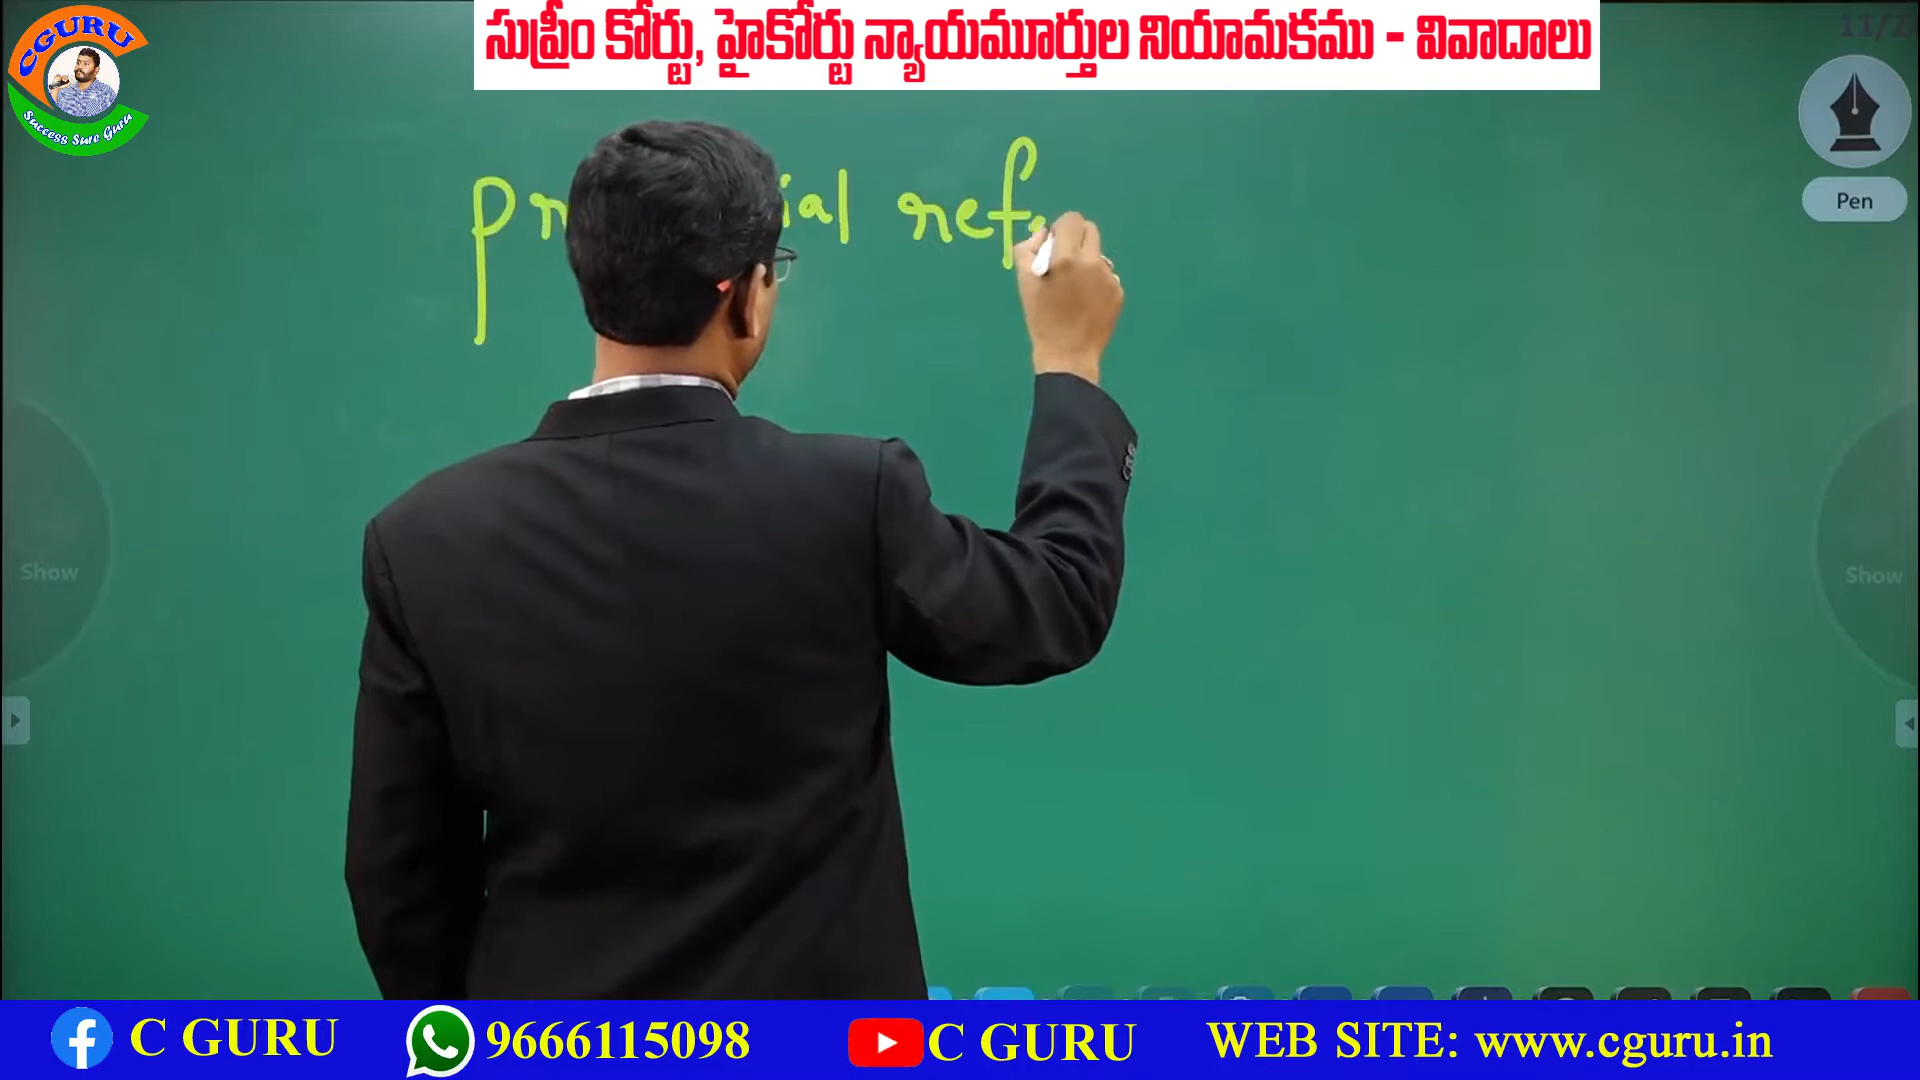 CGURU
Success Sure Guru
సుప్రీం కోర్టు, హైకోర్టు న్యాయమూర్తుల నియామకము - వివాదాలు
Pen
Show
Show
C GURU
9666115098
C GURU
WEB SITE: www.cguru.in